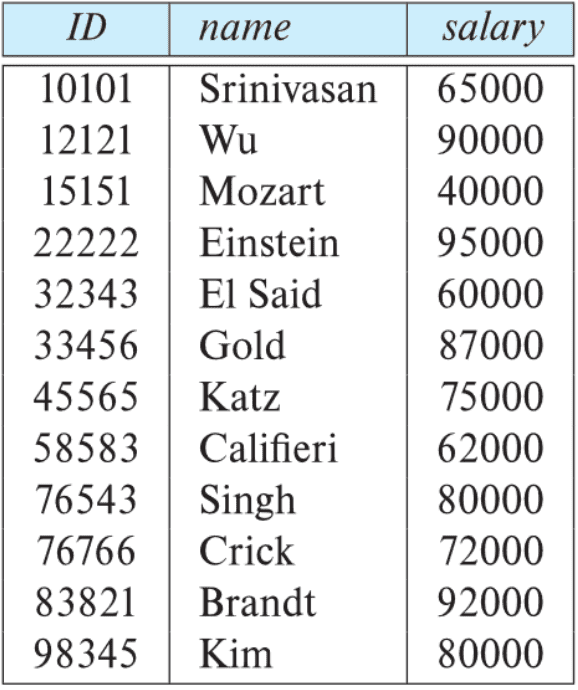 ID name salary
10101 Srinivasan 65000
12121 Wu 90000
15151 Mozart 40000
22222 Einstein 95000
32343 El Said 60000
33456 Gold 87000
45565 Katz 75000
58583 Califieri 62000
76543 Singh 80000
76766 Crick 72000
83821 Brandt 92000
98345 Kim 80000